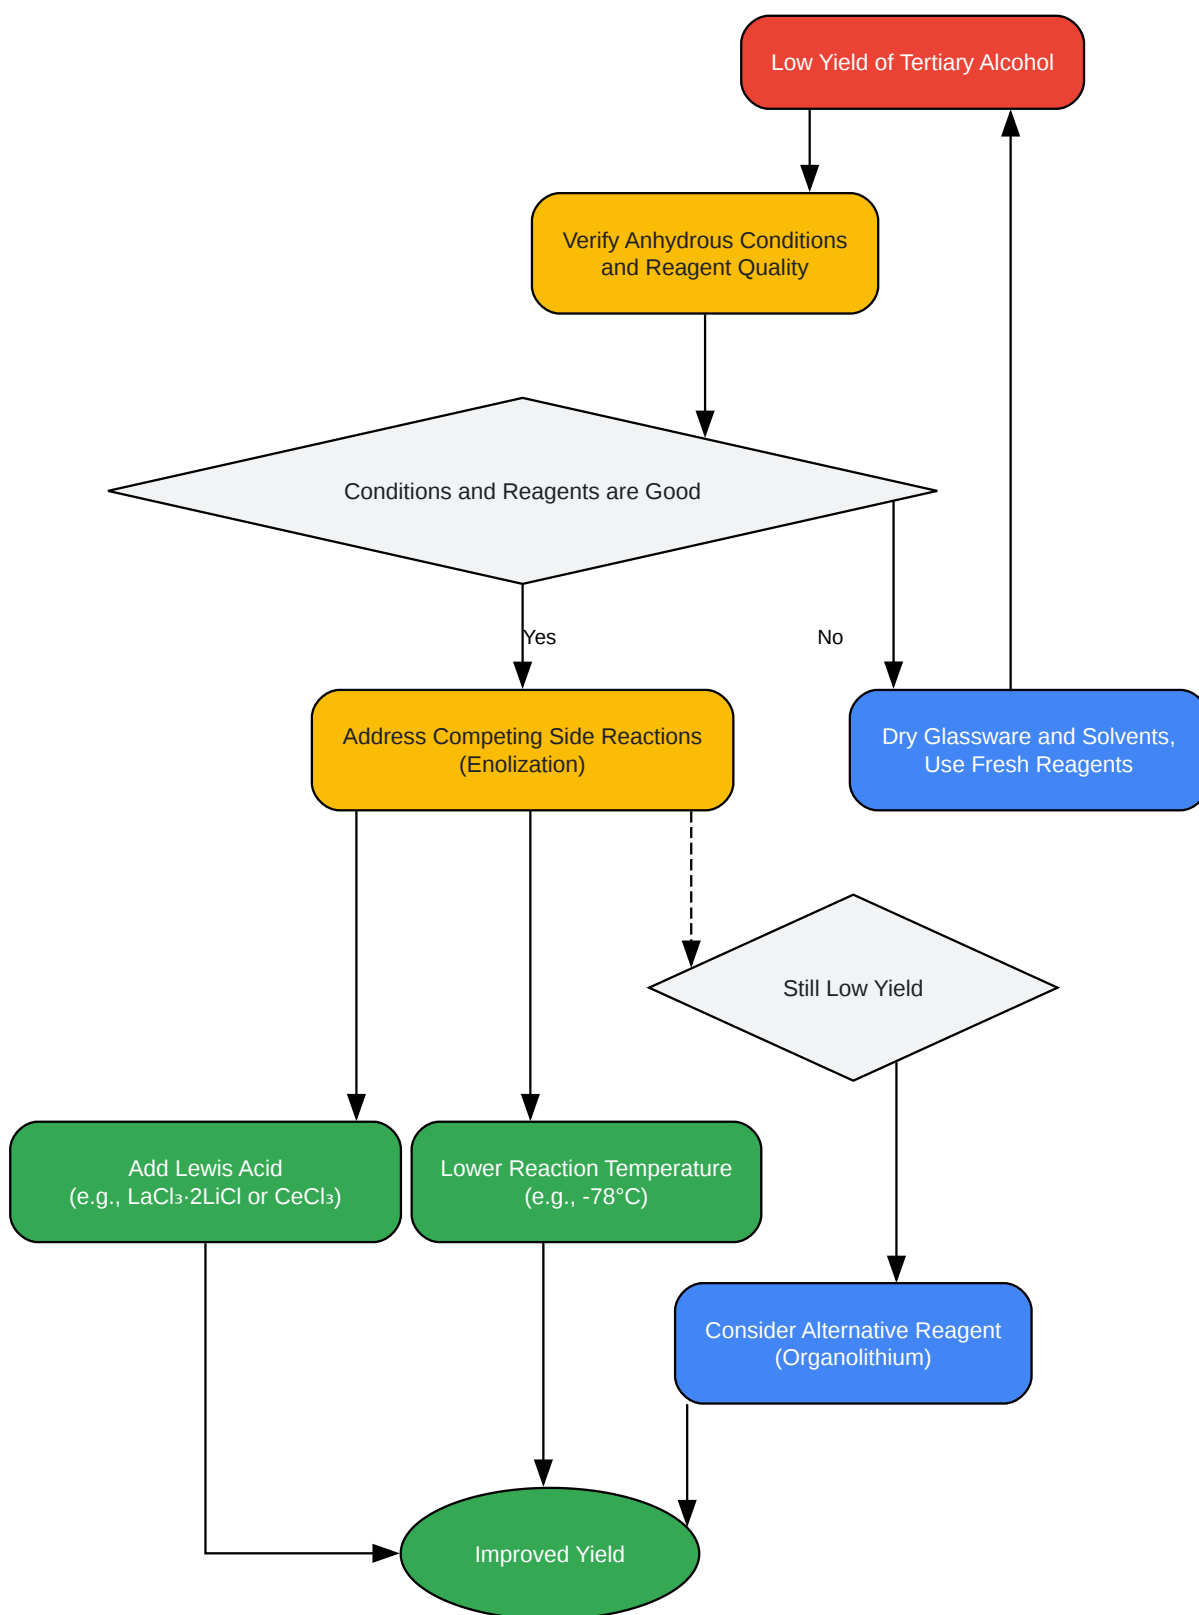 Low Yield of Tertiary Alcohol
Verify Anhydrous Conditions
and Reagent Quality
Conditions and Reagents are Good
Yes
No
Address Competing Side Reactions
(Enolization)
Dry Glassware and Solvents,
Use Fresh Reagents
Still Low Yield
Add Lewis Acid
(e.g., LaCl₃·2LiCl or CeCl₃)
Lower Reaction Temperature
(e.g., -78°C)
Consider Alternative Reagent
(Organolithium)
Improved Yield